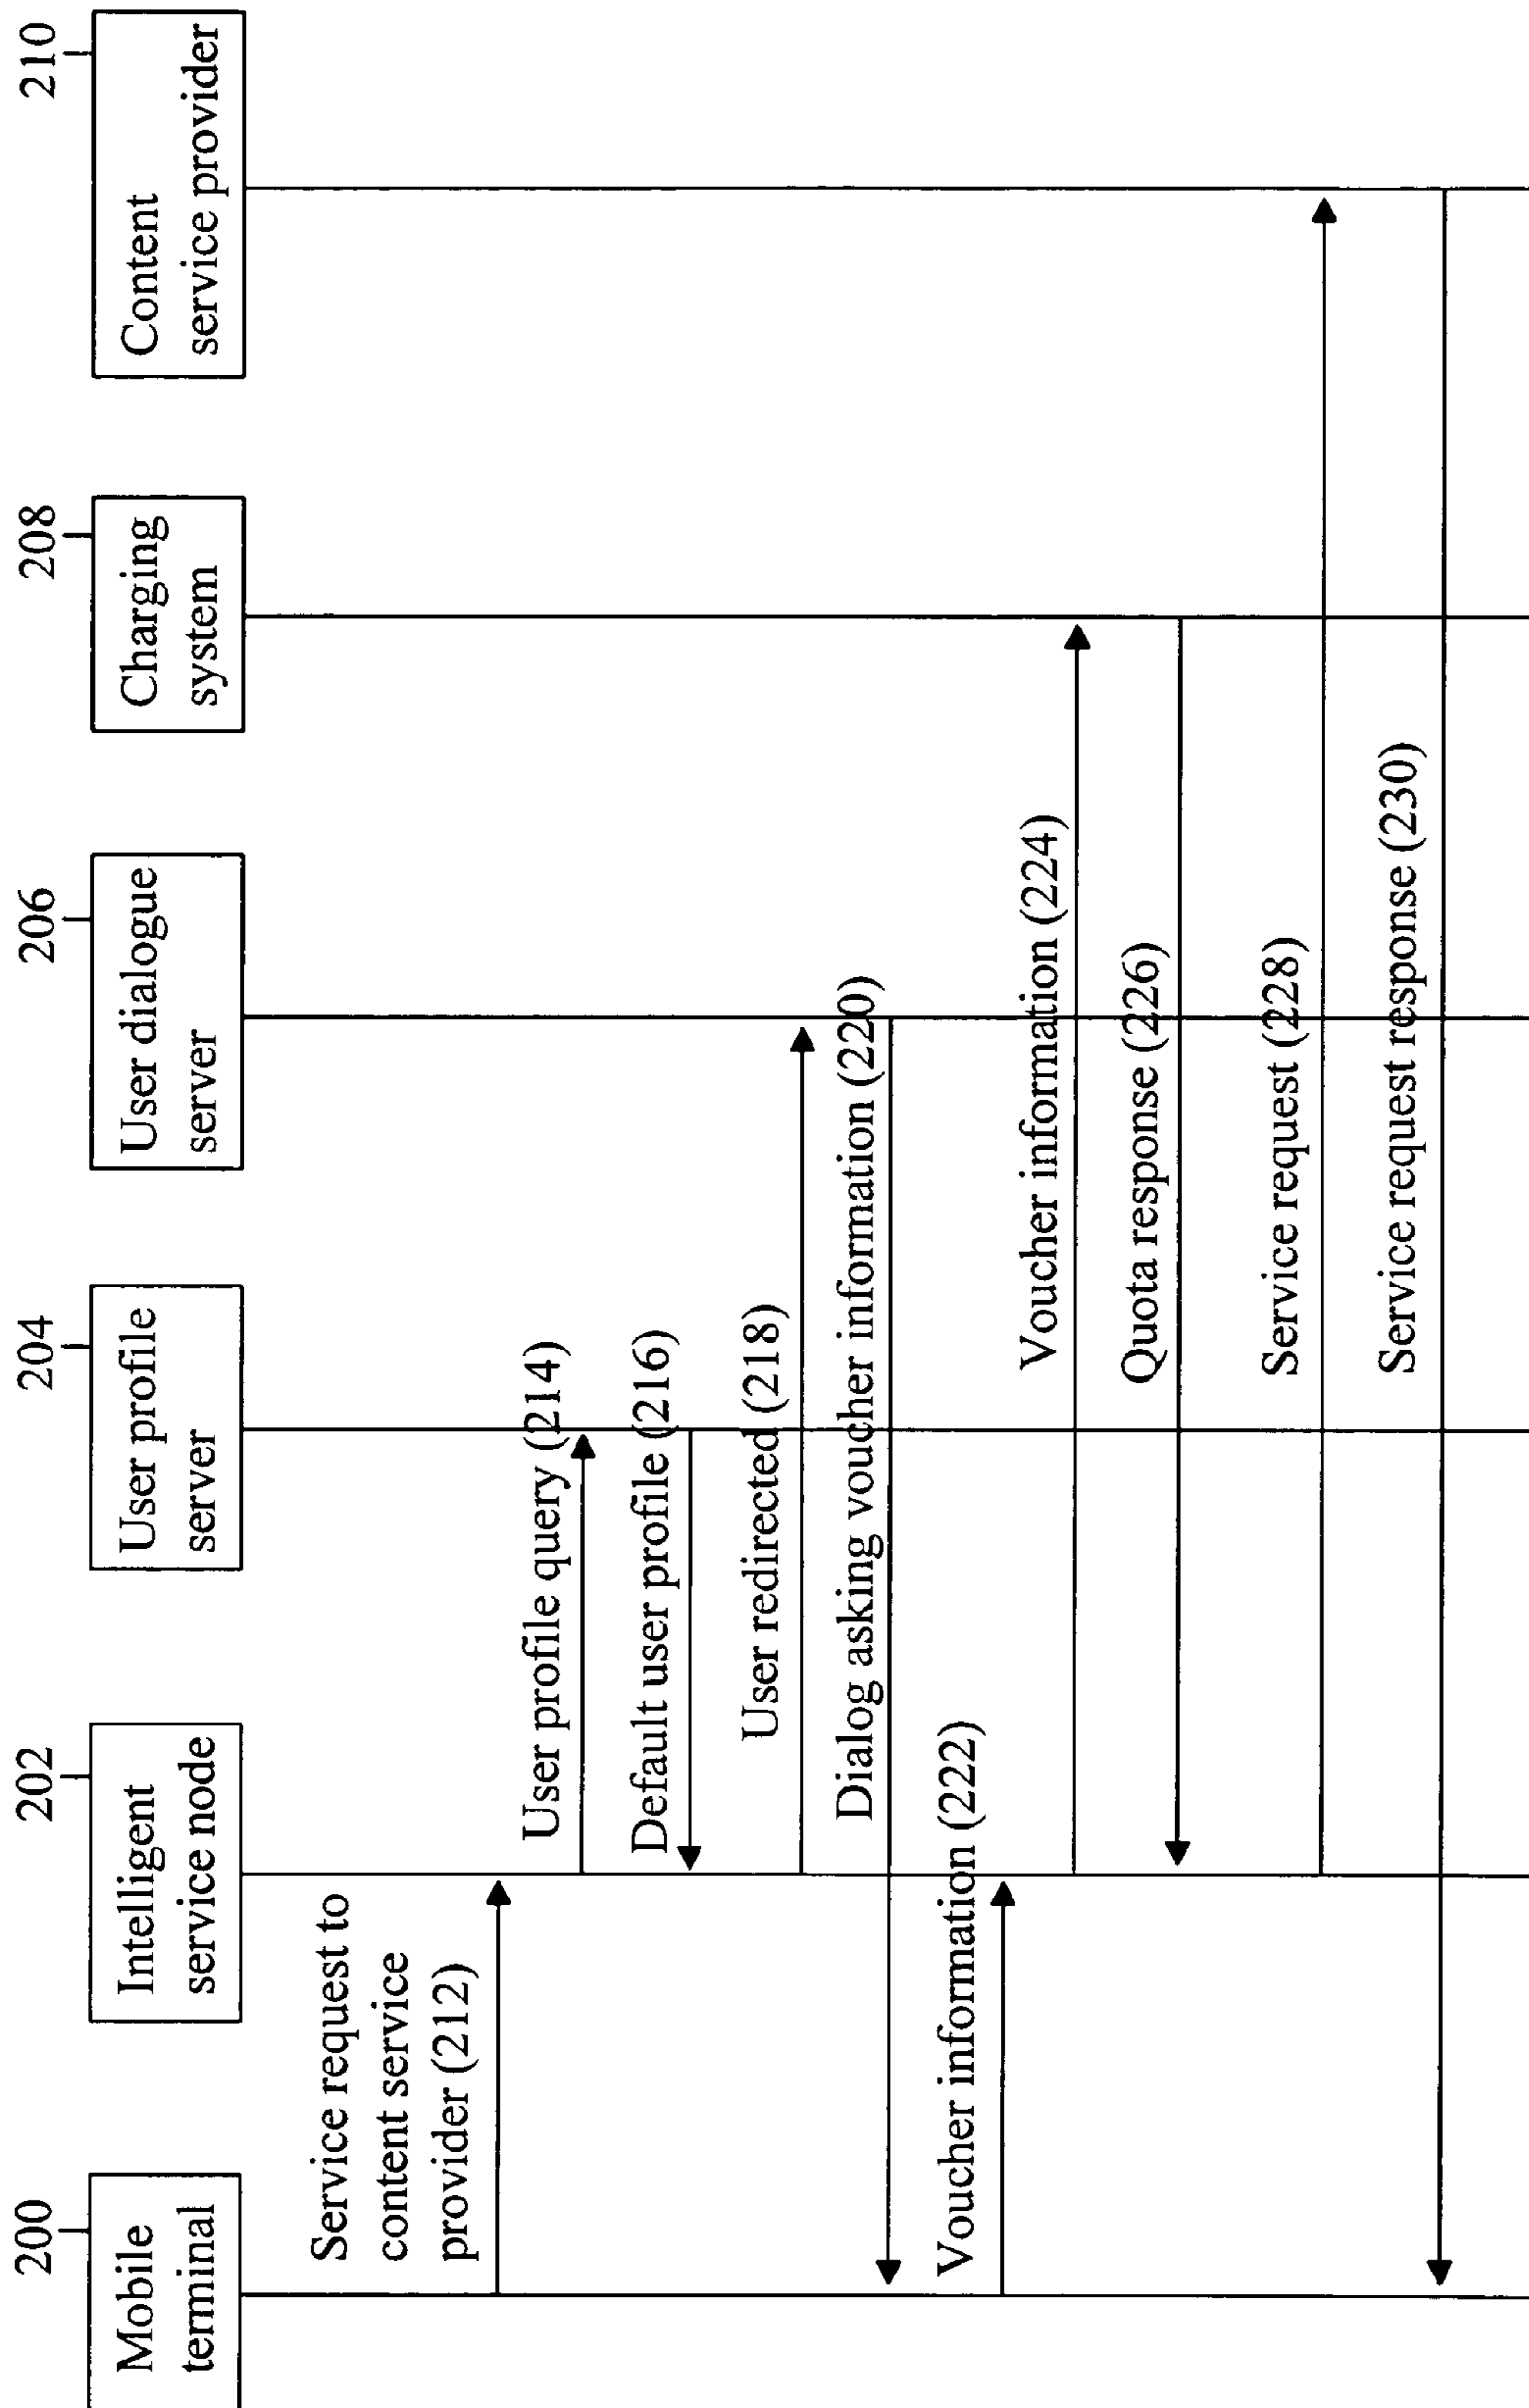 200
202
204
206
208
210
Mobile
terminal
Intelligent
service node
User profile
server
User dialogue
server
Charging
system
Content
service provider
Service request to
content service
provider (212)
User profile query (214)
Default user profile (216)
User redirected (218)
Dialog asking voucher information (220)
Voucher information (222)
Voucher information (224)
Quota response (226)
Service request (228)
Service request response (230)